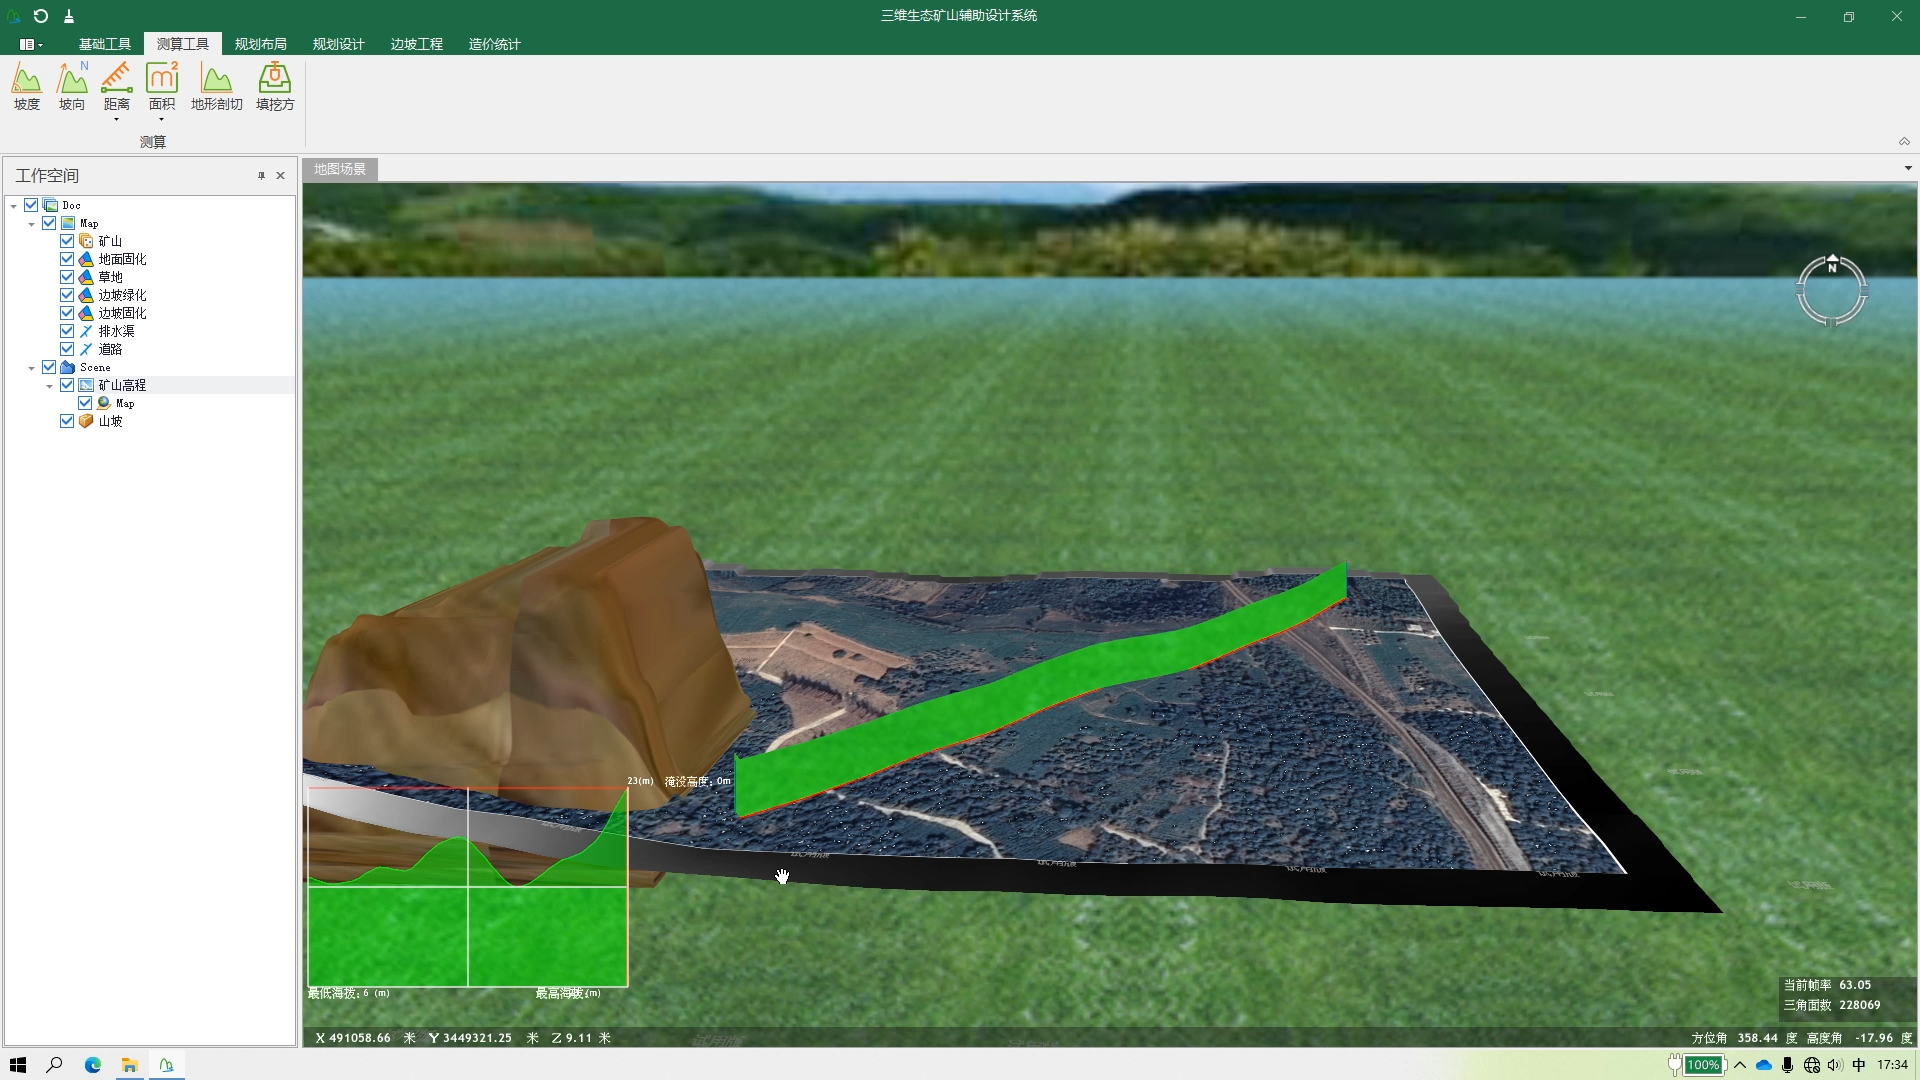 三维生态矿山辅助设计系统
基础工具 测算工具 规划布局 规划设计 边坡工程 造价统计
坡度 坡向 距离 面积 地形剖切 填挖方
测算
工作空间
地图场景
Doc
Map
矿山
地面固化
草地
边坡绿化
边坡固化
排水渠
道路
Scene
矿山高程
Map
山坡
N
23(m) 淹没高度: 0m
最低海拨: 6 (m)
当前帧率 63.05
三角面数 228069
X 491058.66 米 Y 3449321.25 米 Z 9.11 米
方位角 358.44 度 高度角 -17.96 度
100% 中 17:34